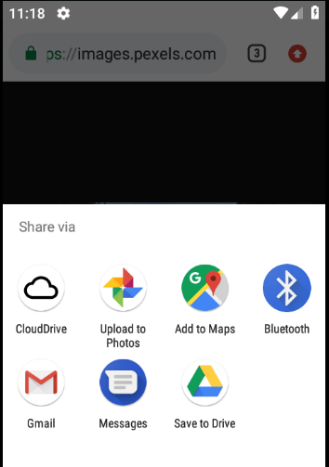 11:18
ps://images.pexels.com
3
Share via
CloudDrive
Upload to
Photos
Add to Maps
Bluetooth
Gmail
Messages
Save to Drive